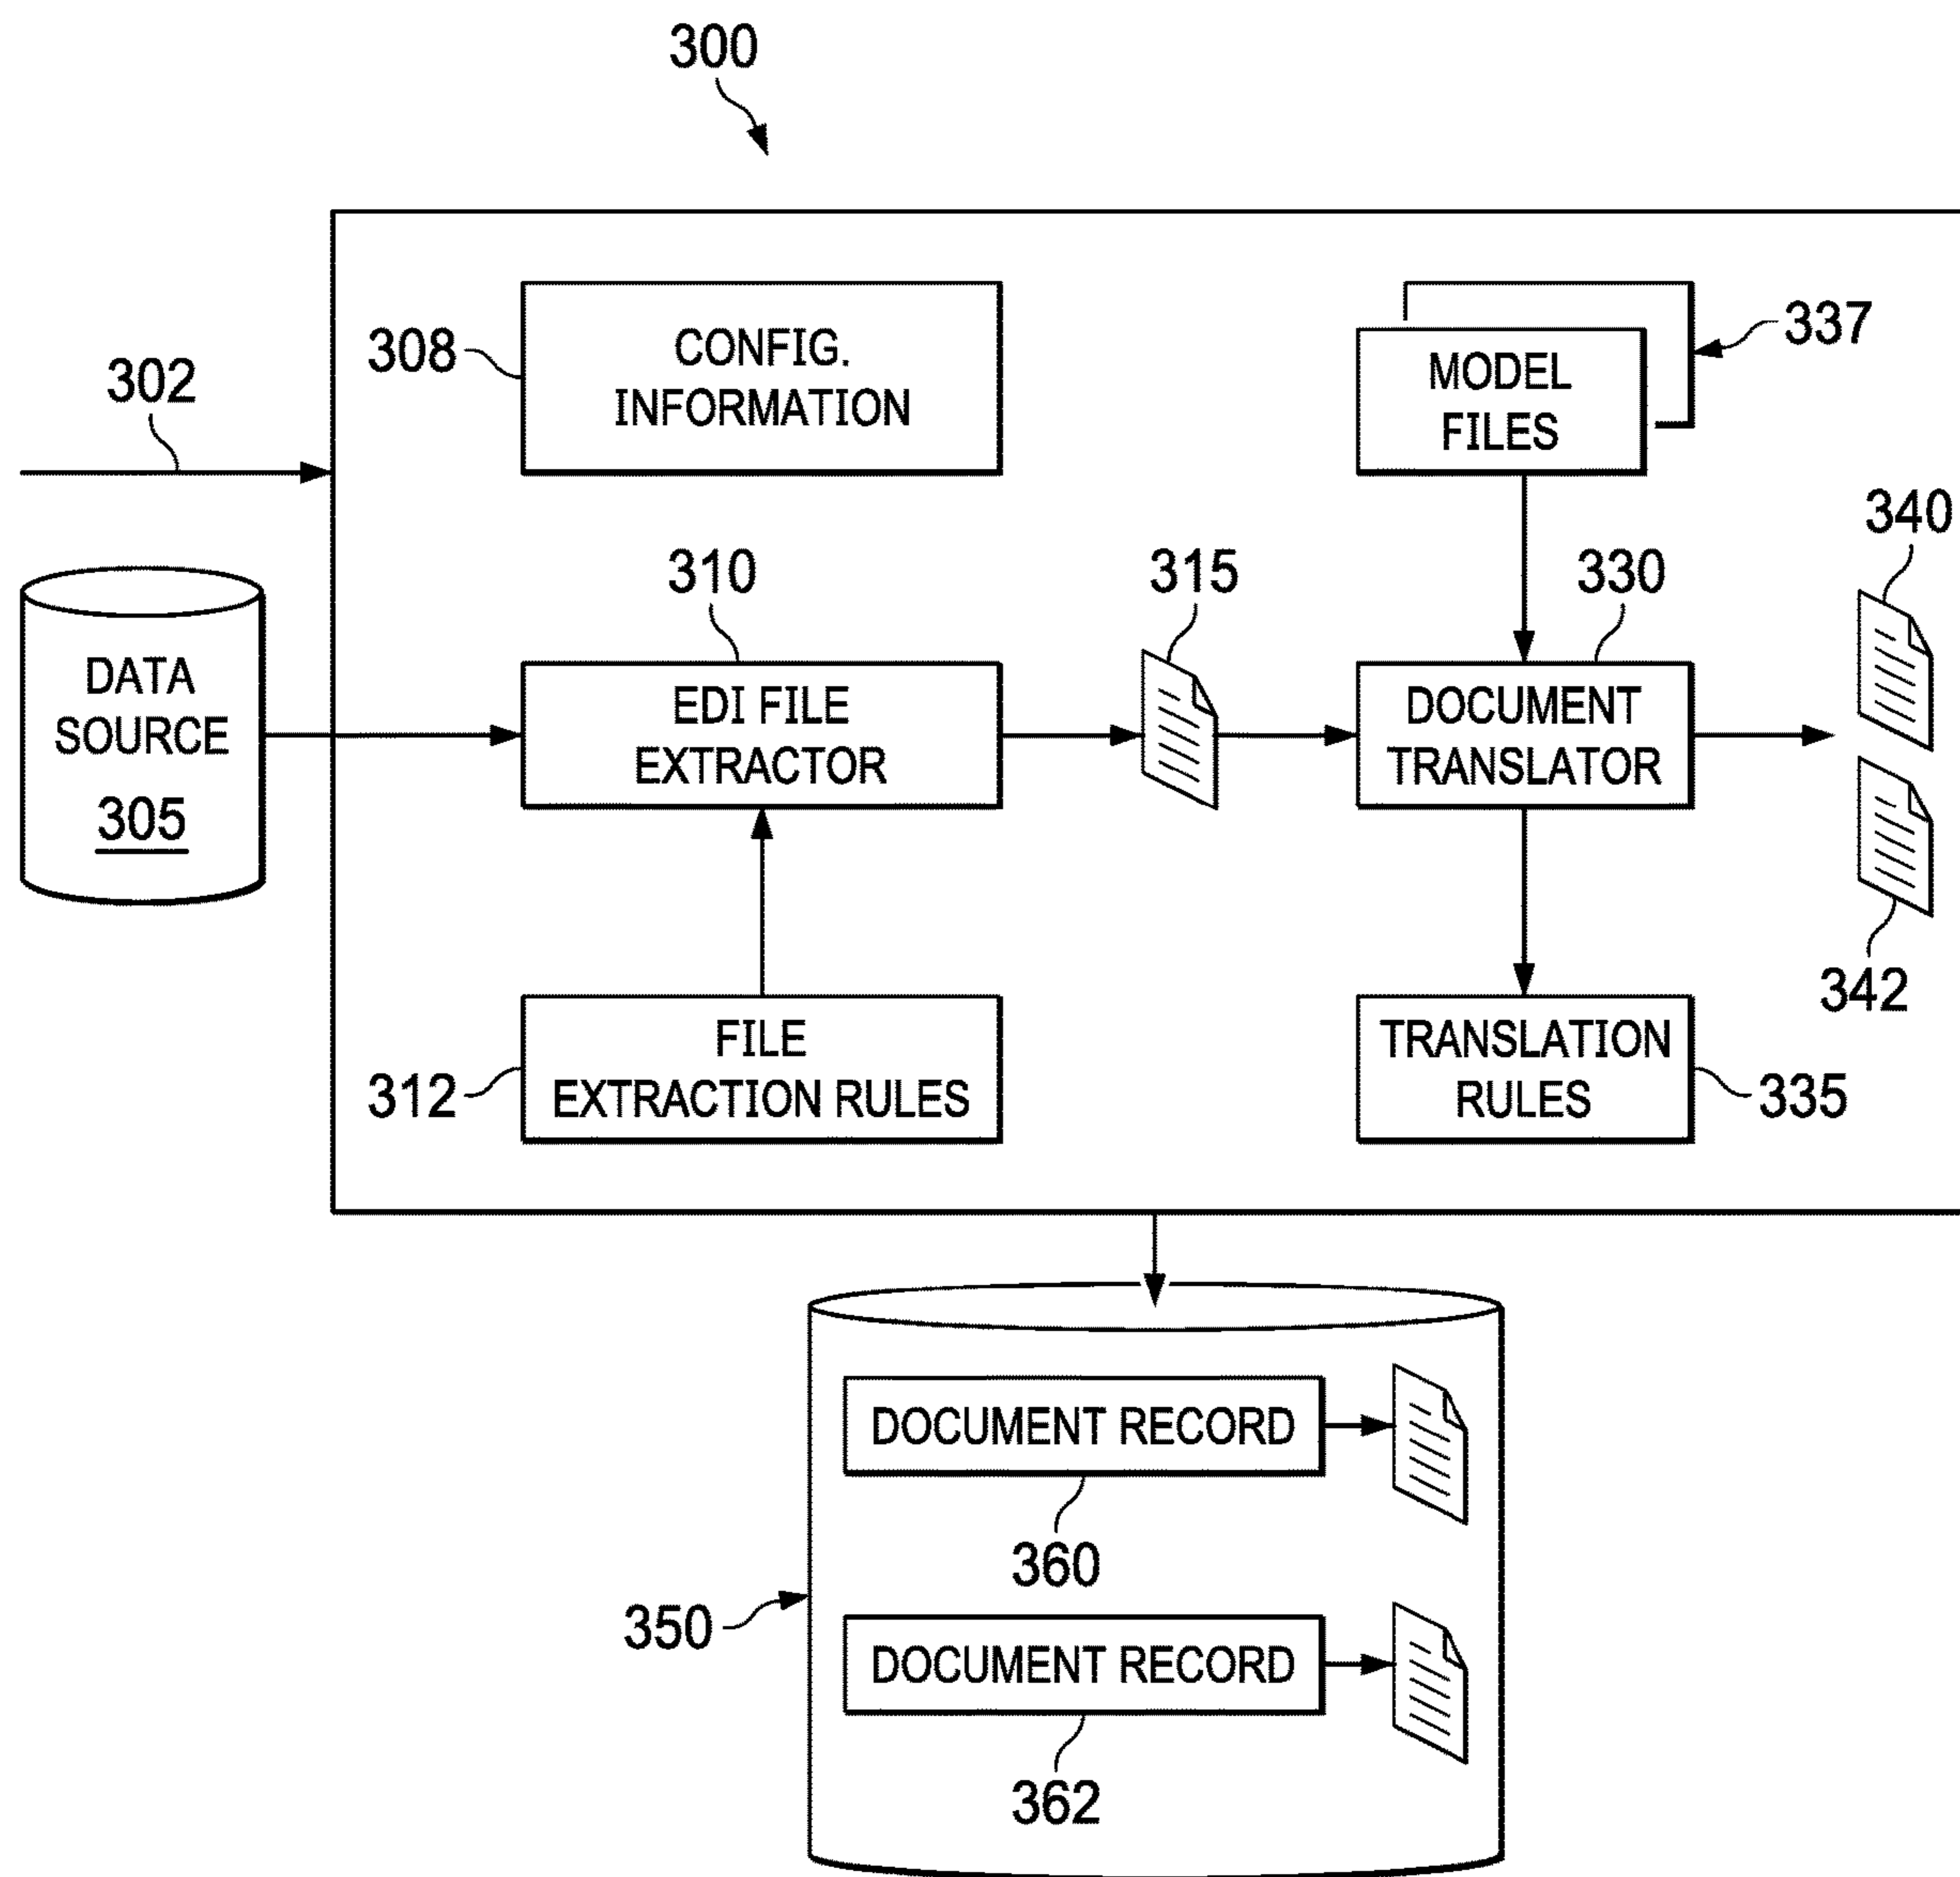 300
302
308
CONFIG.
INFORMATION
MODEL
FILES
337
340
310
315
330
DATA
SOURCE
305
EDI FILE
EXTRACTOR
DOCUMENT
TRANSLATOR
342
312
FILE
EXTRACTION RULES
TRANSLATION
RULES
335
DOCUMENT RECORD
360
350
DOCUMENT RECORD
362